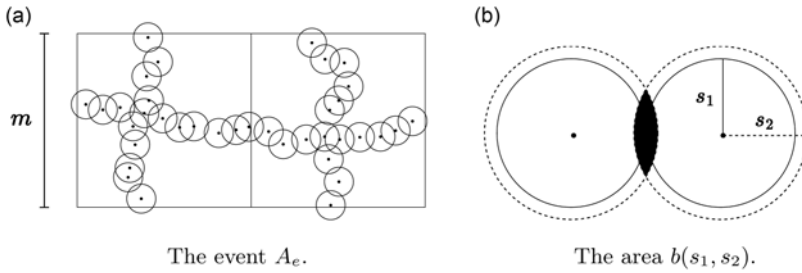 (a)
m
The event A_e.
(b)
s_1
s_2
The area b(s_1, s_2).